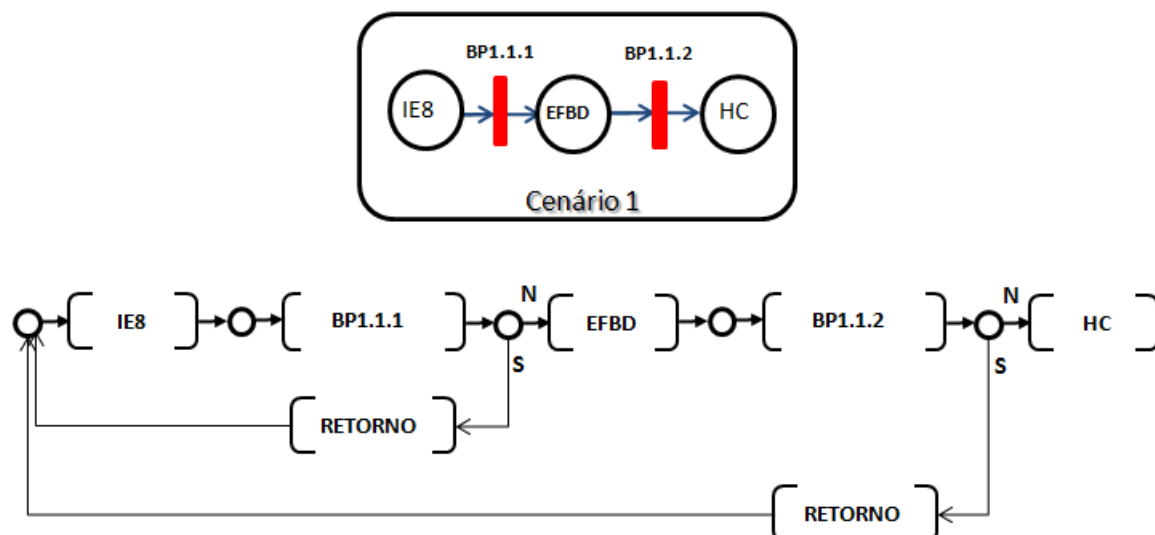 BP1.1.1 BP1.1.2
IE8 EFBD HC
Cenário 1
N N
IE8 BP1.1.1 EFBD BP1.1.2 HC
S S
RETORNO
RETORNO